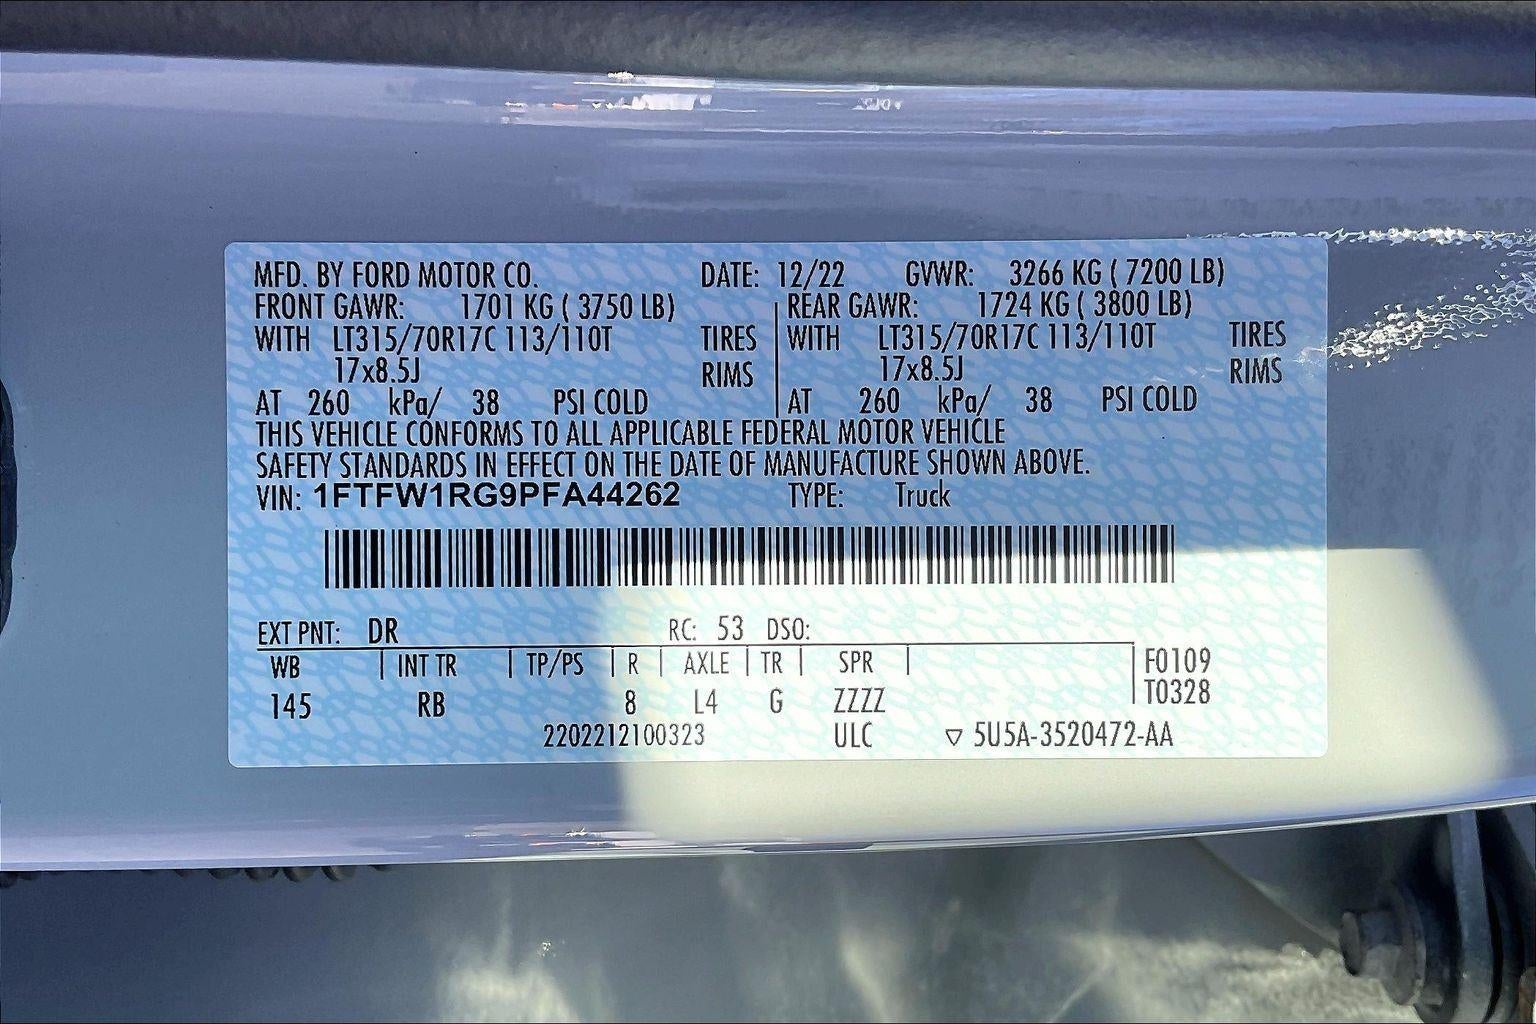 MFD. BY FORD MOTOR CO. DATE: 12/22 GVWR: 3266 KG ( 7200 LB)
FRONT GAWR: 1701 KG ( 3750 LB) REAR GAWR: 1724 KG ( 3800 LB)
WITH LT315/70R17C 113/110T TIRES WITH LT315/70R17C 113/110T TIRES
17x8.5J RIMS 17x8.5J RIMS
AT 260 kPa/ 38 PSI COLD AT 260 kPa/ 38 PSI COLD
THIS VEHICLE CONFORMS TO ALL APPLICABLE FEDERAL MOTOR VEHICLE
SAFETY STANDARDS IN EFFECT ON THE DATE OF MANUFACTURE SHOWN ABOVE.
VIN: 1FTFW1RG9PFA44262 TYPE: Truck
EXT PNT: DR RC: 53 DSO:
WB INT TR TP/PS R AXLE TR SPR F0109
145 RB 8 L4 G ZZZZ T0328
2202212100323 ULC ▽ 5U5A-3520472-AA